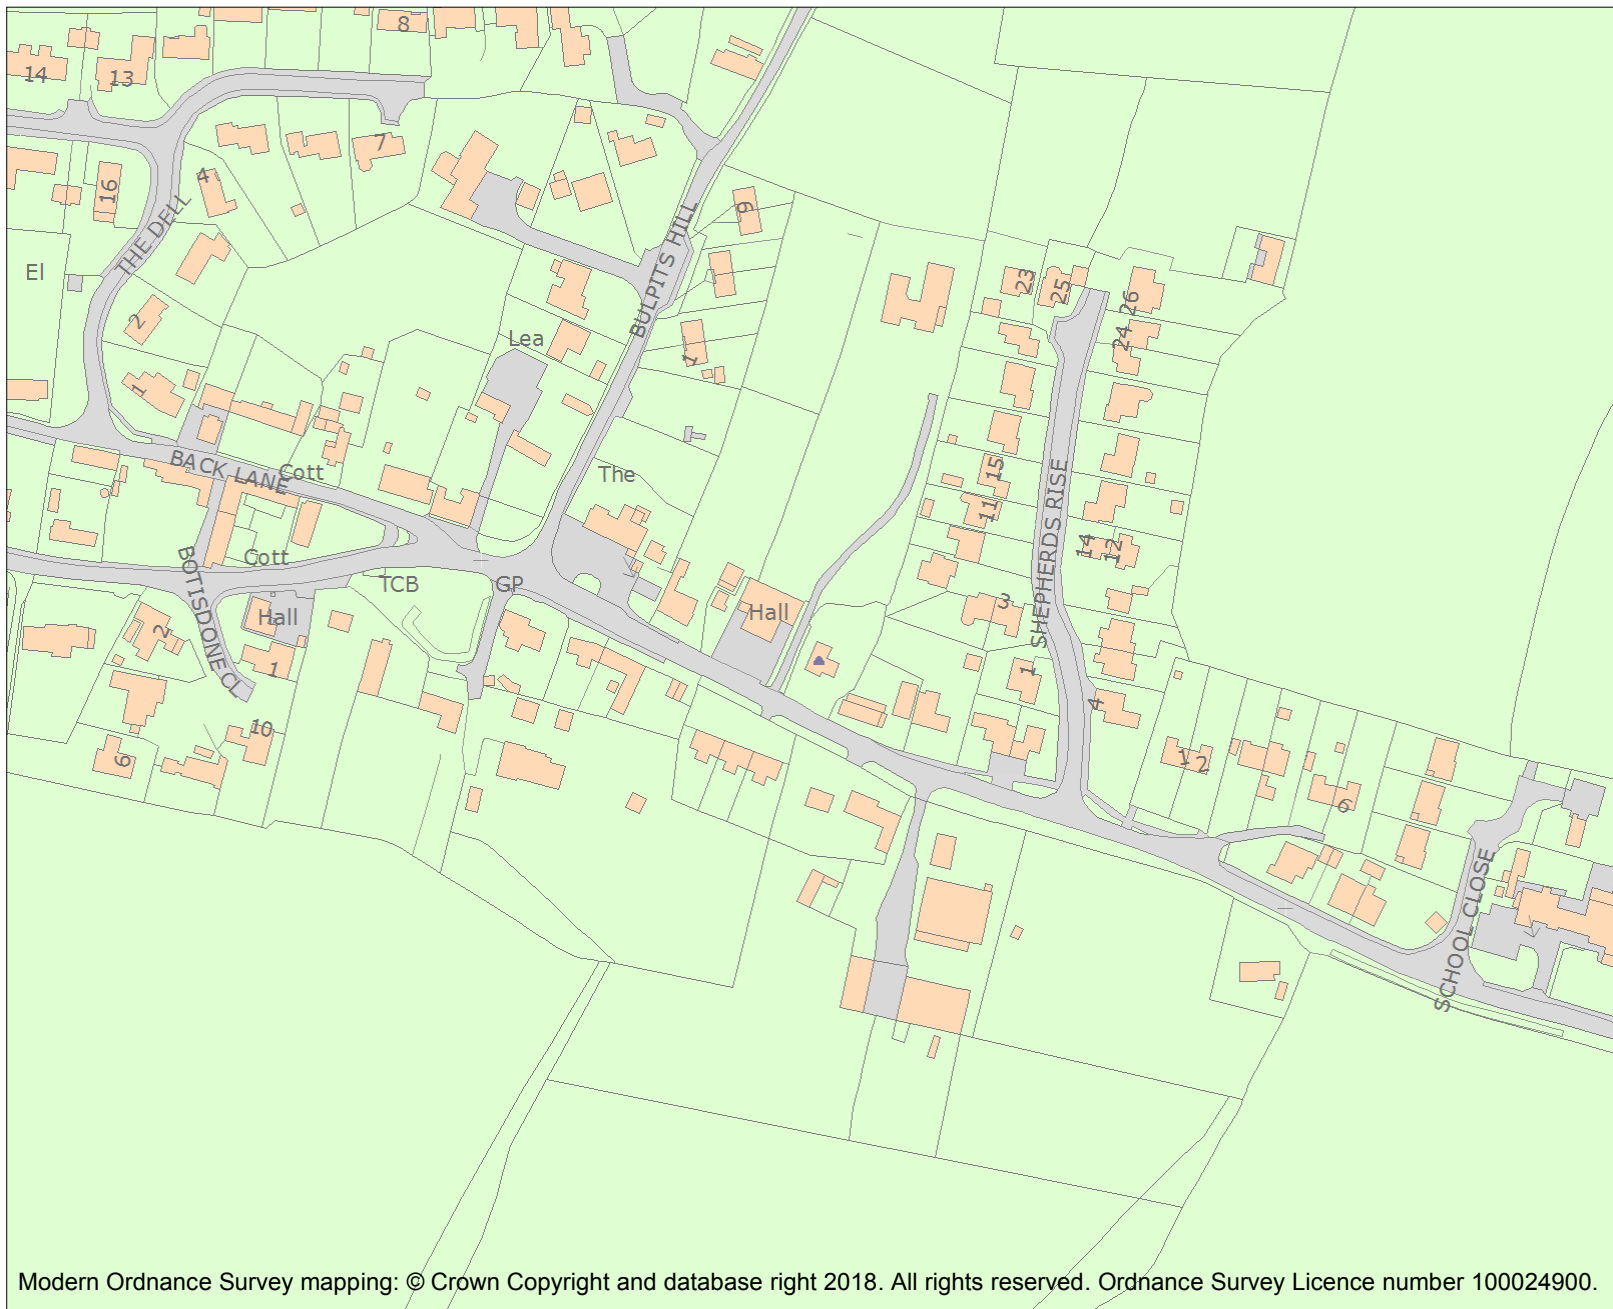 8
14
13
7
16
4
THE DELL
9
El
BULPITS HILL
23
25
26
2
24
Lea
1
1
BACK LANE
Cott
The
15
11
SHEPHERDS RISE
14
12
BOTISDONE CL
Cott
TCB
GP
Hall
Hall
3
2
1
1
4
10
6
1
2
6
SCHOOL CLOSE
Modern Ordnance Survey mapping: © Crown Copyright and database right 2018. All rights reserved. Ordnance Survey Licence number 100024900.